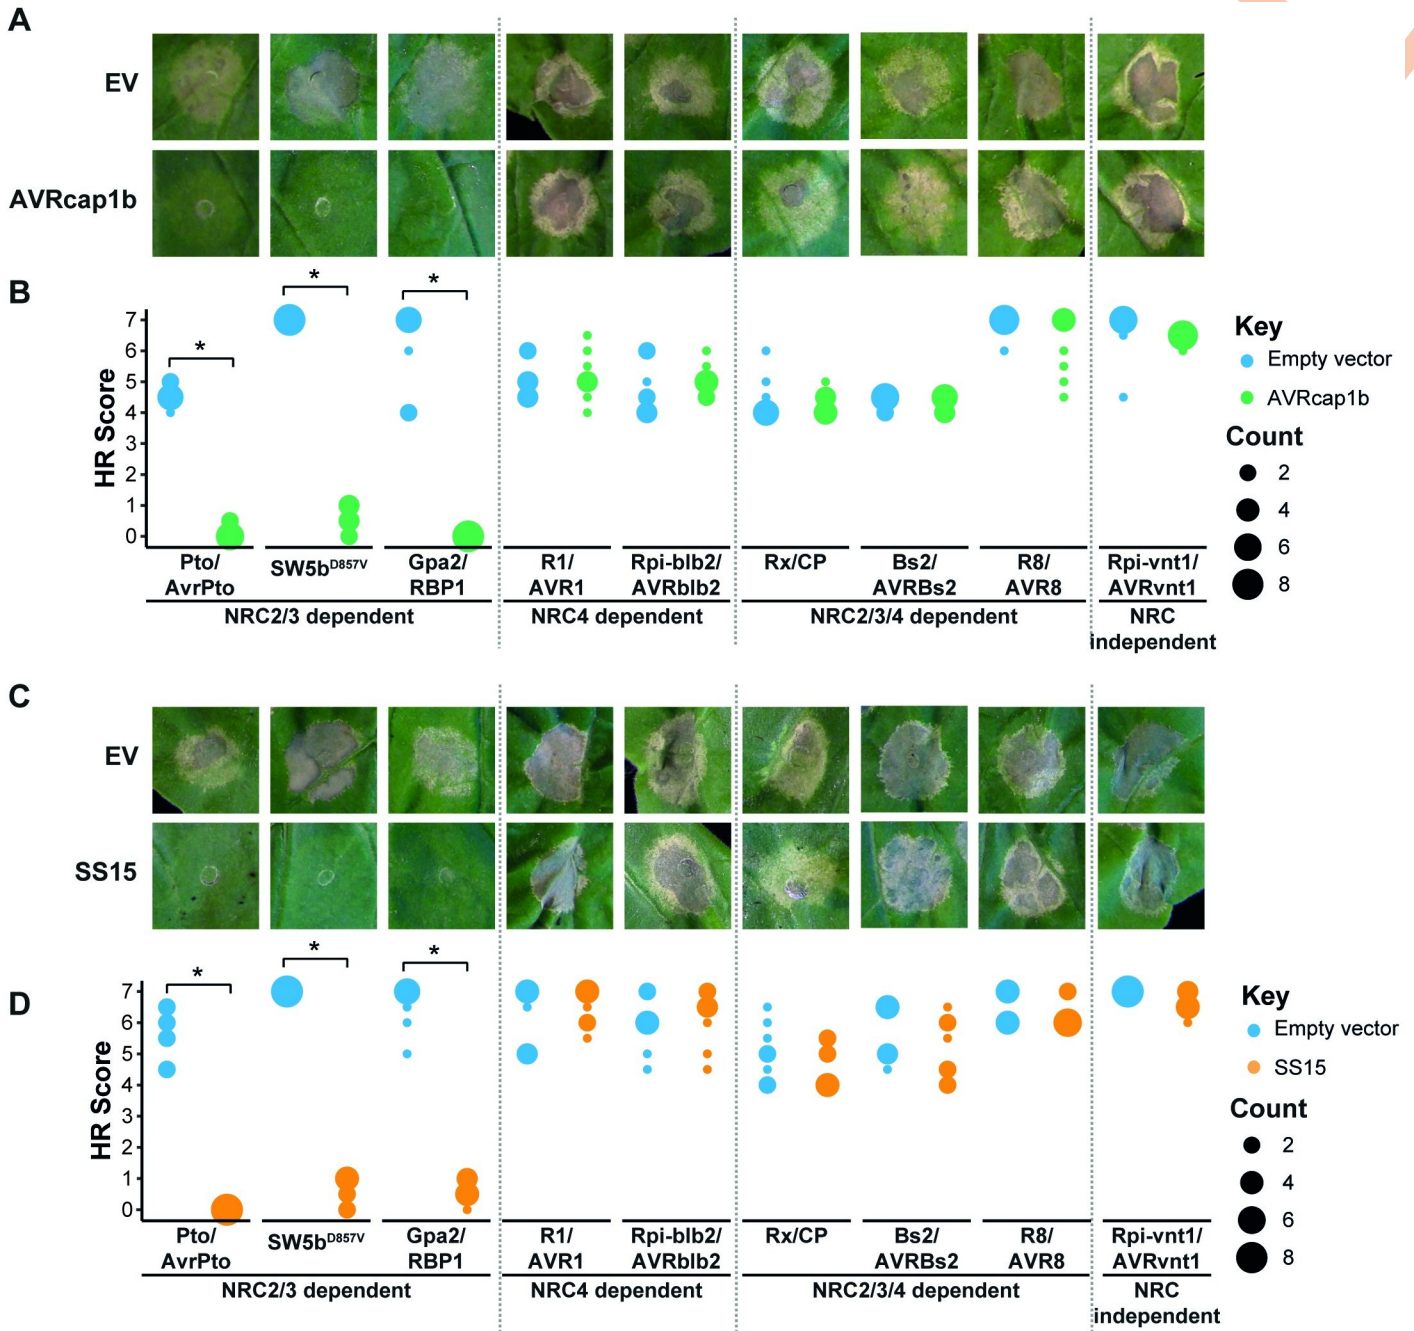 A
EV
AVRcap1b
B
* * *
HR Score
7
6
5
4
3
2
1
0
Key
Empty vector
AVRcap1b
Count
2
4
6
8
Pto/ SW5bD857V Gpa2/ R1/ Rpi-blb2/ Rx/CP Bs2/ R8/ Rpi-vnt1/
AvrPto RBP1 AVR1 AVRblb2 AVRBs2 AVR8 AVRvnt1
NRC2/3 dependent NRC4 dependent NRC2/3/4 dependent NRC
independent
C
EV
SS15
D
* * *
HR Score
7
6
5
4
3
2
1
0
Key
Empty vector
SS15
Count
2
4
6
8
Pto/ SW5bD857V Gpa2/ R1/ Rpi-blb2/ Rx/CP Bs2/ R8/ Rpi-vnt1/
AvrPto RBP1 AVR1 AVRblb2 AVRBs2 AVR8 AVRvnt1
NRC2/3 dependent NRC4 dependent NRC2/3/4 dependent NRC
independent